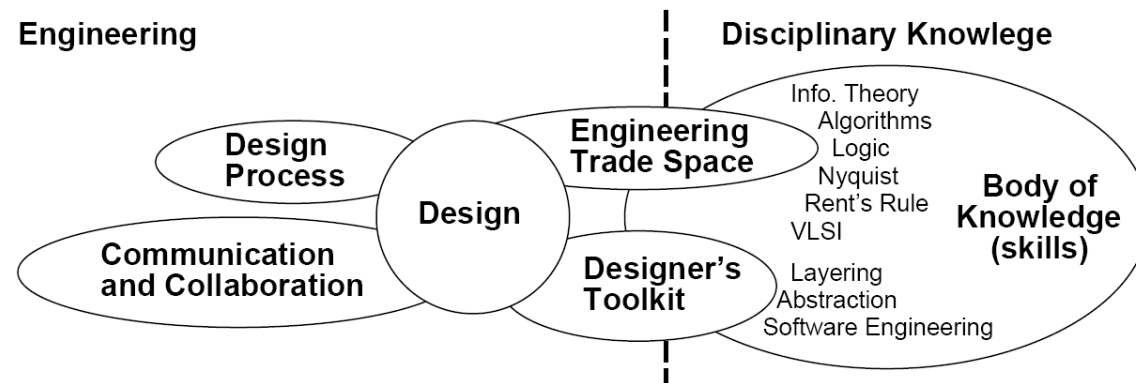 Engineering
Disciplinary Knowlege
Design
Process
Communication
and Collaboration
Design
Engineering
Trade Space
Designer's
Toolkit
Info. Theory
Algorithms
Logic
Nyquist
Rent's Rule
VLSI
Layering
Abstraction
Software Engineering
Body of
Knowledge
(skills)